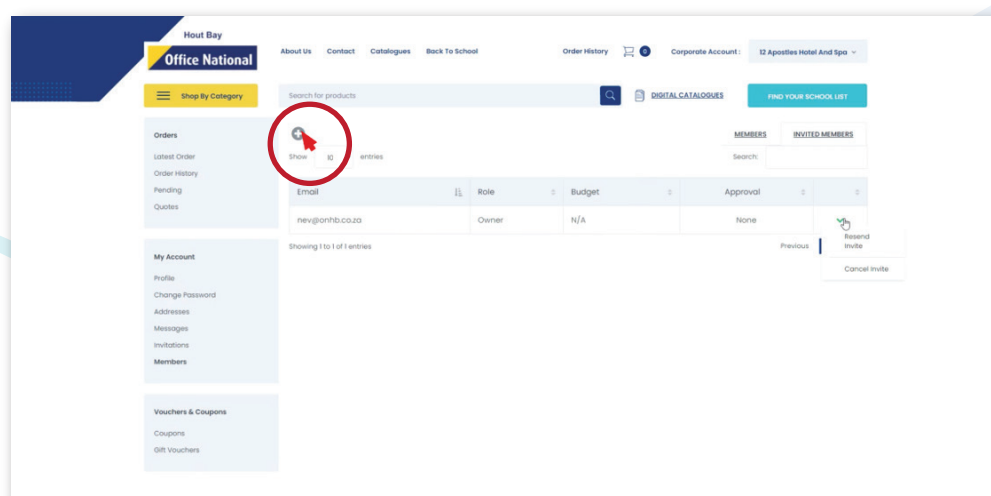 Hout Bay
Office National
About Us Contact Catalogues Back To School Order History 0 Corporate Account : 12 Apostles Hotel And Spa
Shop By Category
Search for products
DIGITAL CATALOGUES
FIND YOUR SCHOOL LIST
Orders
Latest Order
Order History
Pending
Quotes
My Account
Profile
Change Password
Addresses
Messages
Invitations
Members
Vouchers & Coupons
Coupons
Gift Vouchers
MEMBERS INVITED MEMBERS
Show 10 entries
Search:
Email Role Budget Approval
nev@onhb.co.za Owner N/A None
Showing 1 to 1 of 1 entries
Previous
Resend
Invite
Cancel Invite